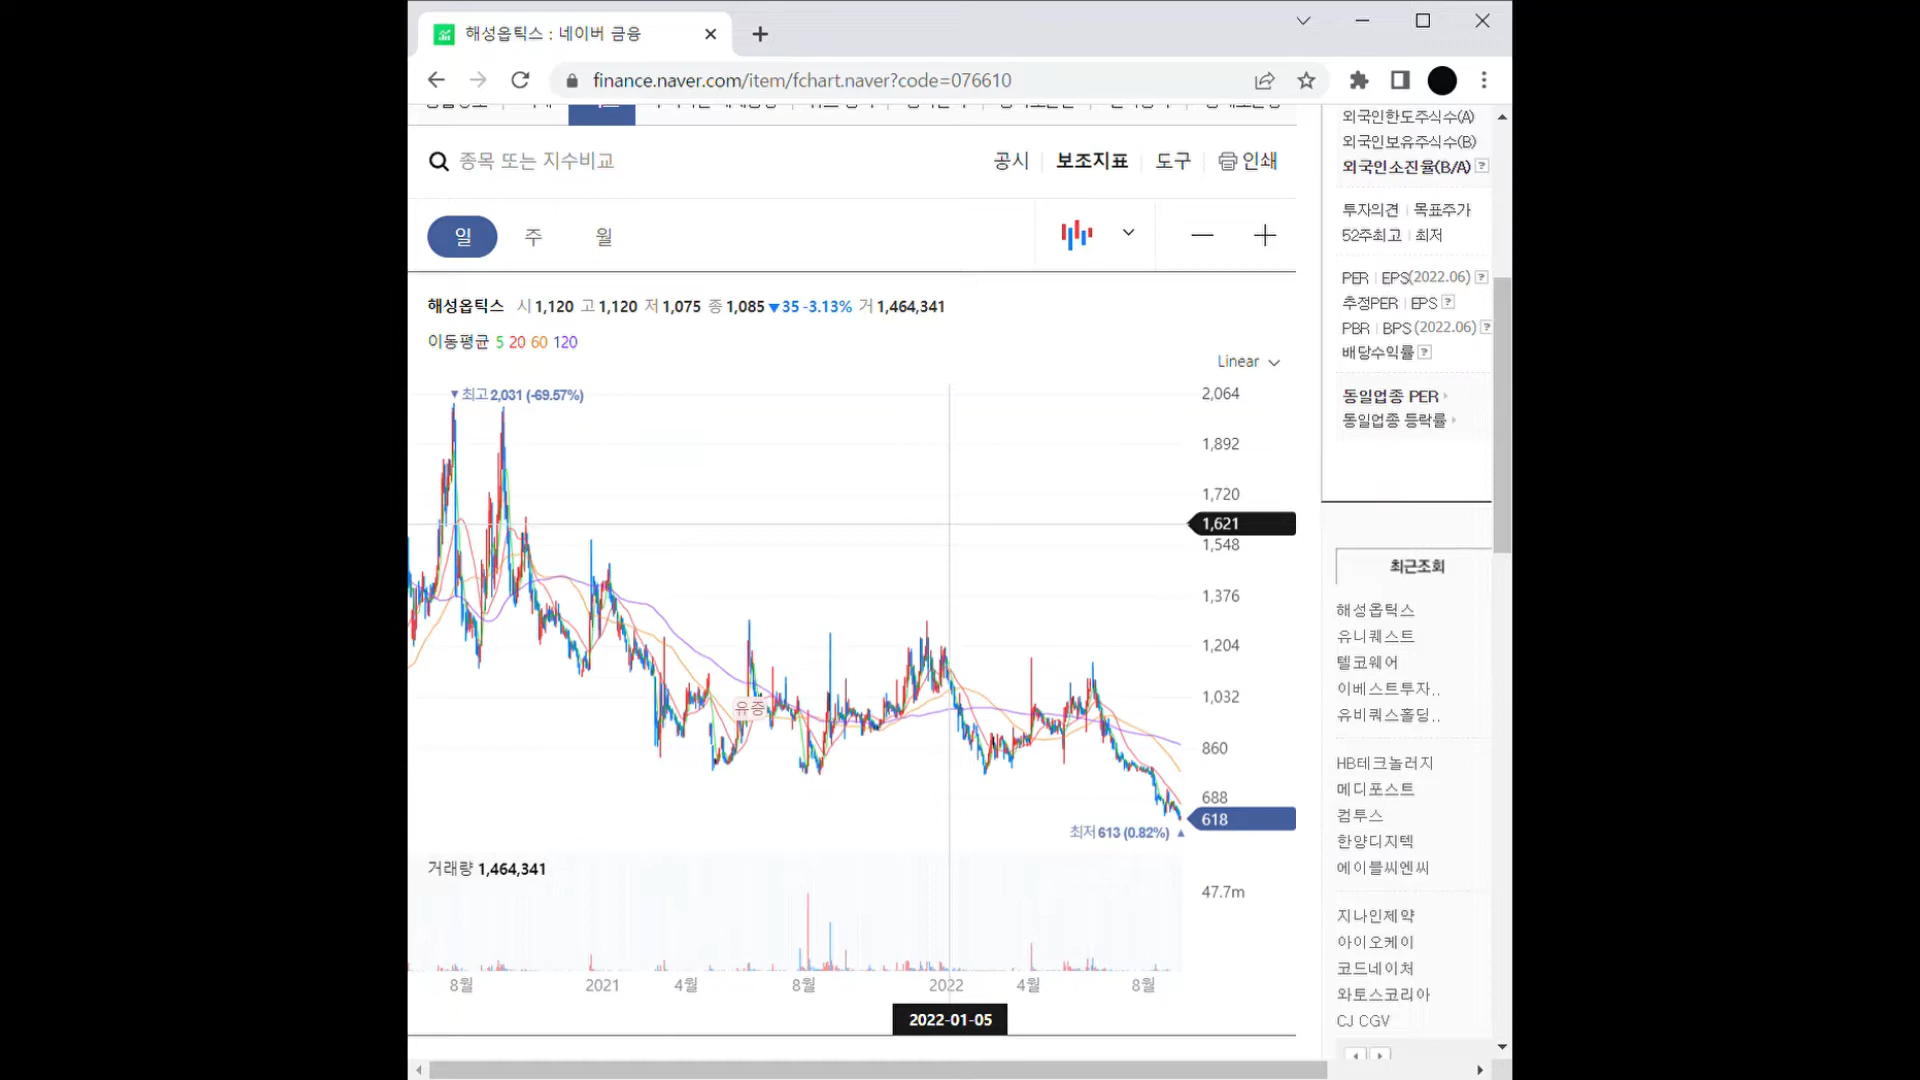 해성옵틱스 : 네이버 금융
finance.naver.com/item/fchart.naver?code=076610
종목 또는 지수비교
공시 보조지표 도구 인쇄
일 주 월
해성옵틱스 시 1,120 고 1,120 저 1,075 종 1,085 ▼35 -3.13% 거 1,464,341
이동평균 5 20 60 120
Linear
▼최고 2,031 (-69.57%)
2,064
1,892
1,720
1,621
1,548
1,376
1,204
1,032
유증
860
688
618
최저 613 (0.82%) ▲
거래량 1,464,341
47.7m
8월 2021 4월 8월 2022 4월 8월
2022-01-05
외국인한도주식수(A)
외국인보유주식수(B)
외국인소진율(B/A) ?
투자의견 | 목표주가
52주최고 | 최저
PER | EPS(2022.06) ?
추정PER | EPS ?
PBR | BPS (2022.06) ?
배당수익률 ?
동일업종 PER
동일업종 등락률
최근조회
해성옵틱스
유니퀘스트
텔코웨어
이베스트투자..
유비쿼스홀딩..
HB테크놀러지
메디포스트
컴투스
한양디지텍
에이블씨엔씨
지나인제약
아이오케이
코드네이처
와토스코리아
CJ CGV